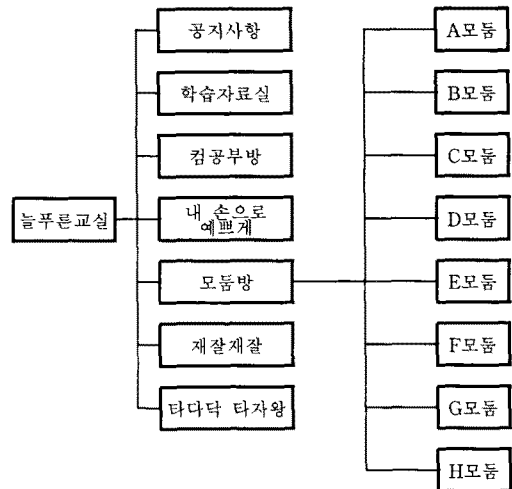 늘푸른교실
공지사항
학습자료실
컴공부방
내 손으로
예쁘게
모둠방
재잘재잘
타다닥 타자왕
A모둠
B모둠
C모둠
D모둠
E모둠
F모둠
G모둠
H모둠